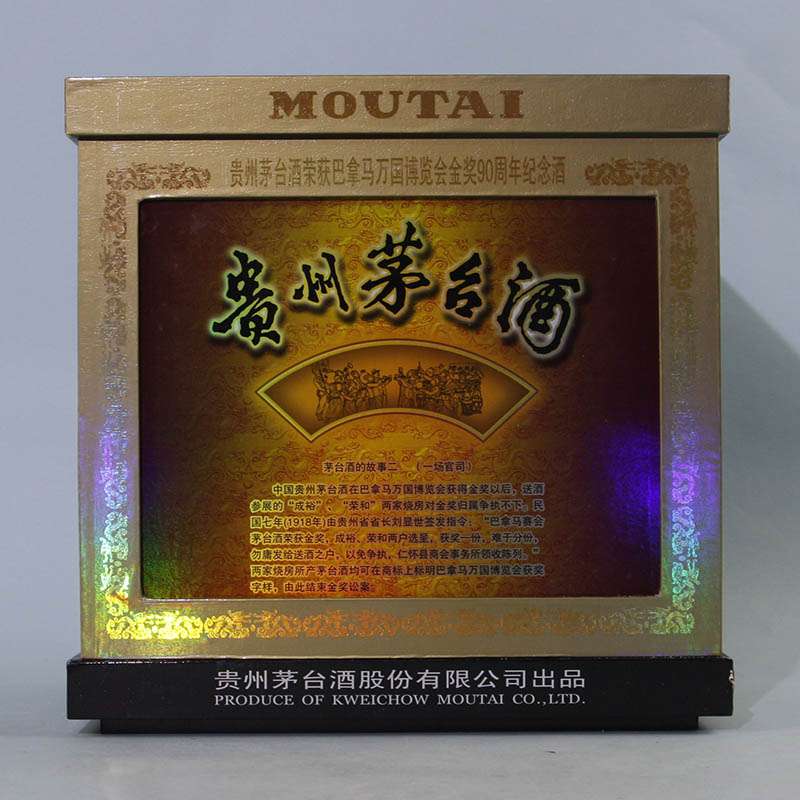 MOUTAI
贵州茅台酒荣获巴拿马万国博览会金奖90周年纪念酒
贵州茅台酒
茅台酒的故事二 (一场官司)
中国贵州茅台酒在巴拿马万国博览会获得金奖以后，送酒
参展的“成裕”、“荣和”两家烧房对金奖归属争执不下。民
国七年(1918年)由贵州省省长刘显世签发指令：“巴拿马赛会
茅台酒荣获金奖，成裕、荣和两户选呈，获奖一份，难于分份，
勿庸发给送酒之户，以免争执，仁怀县商会事务所领收陈列。”
两家烧房所产茅台酒均可在商标上标明巴拿马万国博览会获奖
字样，由此结束金奖讼案。
贵州茅台酒股份有限公司出品
PRODUCE OF KWEICHOW MOUTAI CO.,LTD.